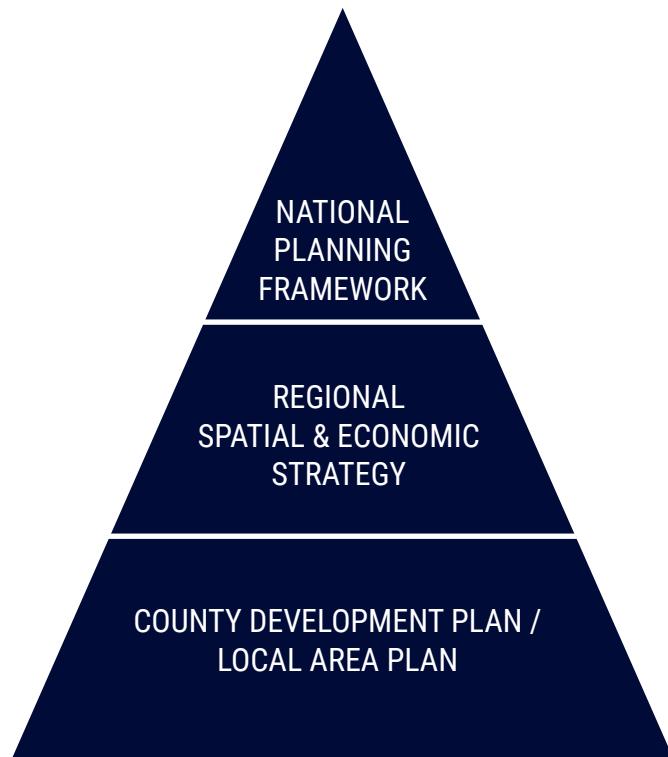 NATIONAL
PLANNING
FRAMEWORK
REGIONAL
SPATIAL & ECONOMIC
STRATEGY
COUNTY DEVELOPMENT PLAN /
LOCAL AREA PLAN